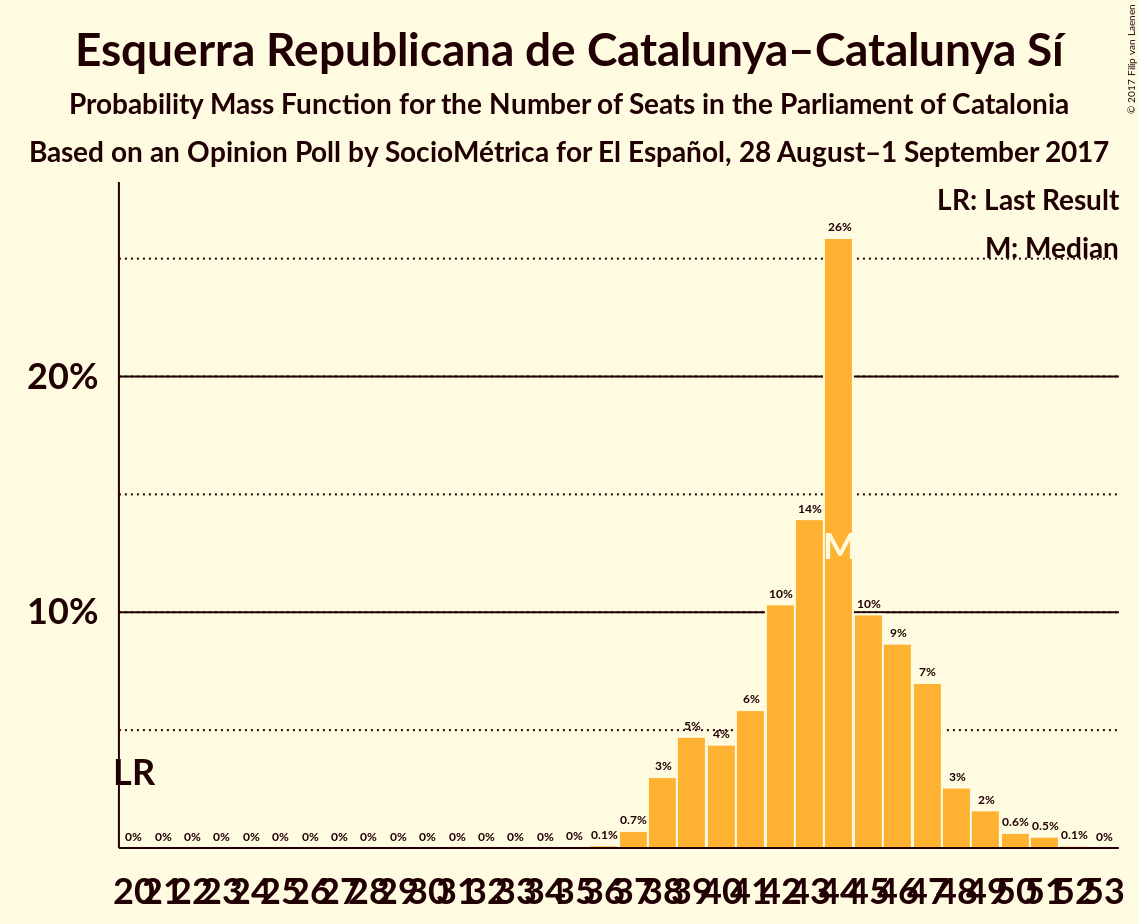 Esquerra Republicana de Catalunya–Catalunya Sí
Probability Mass Function for the Number of Seats in the Parliament of Catalonia
Based on an Opinion Poll by SocioMétrica for El Español, 28 August–1 September 2017
© 2017 Filip van Laenen
LR: Last Result
M: Median
26%
20%
14%
M
10%
10%
10%
9%
7%
6%
5%
4%
LR
3%
3%
2%
0% 0% 0% 0% 0% 0% 0% 0% 0% 0% 0% 0% 0% 0% 0% 0% 0.1% 0.7% 0.6% 0.5% 0.1% 0%
20 21 22 23 24 25 26 27 28 29 30 31 32 33 34 35 36 37 38 39 40 41 42 43 44 45 46 47 48 49 50 51 52 53